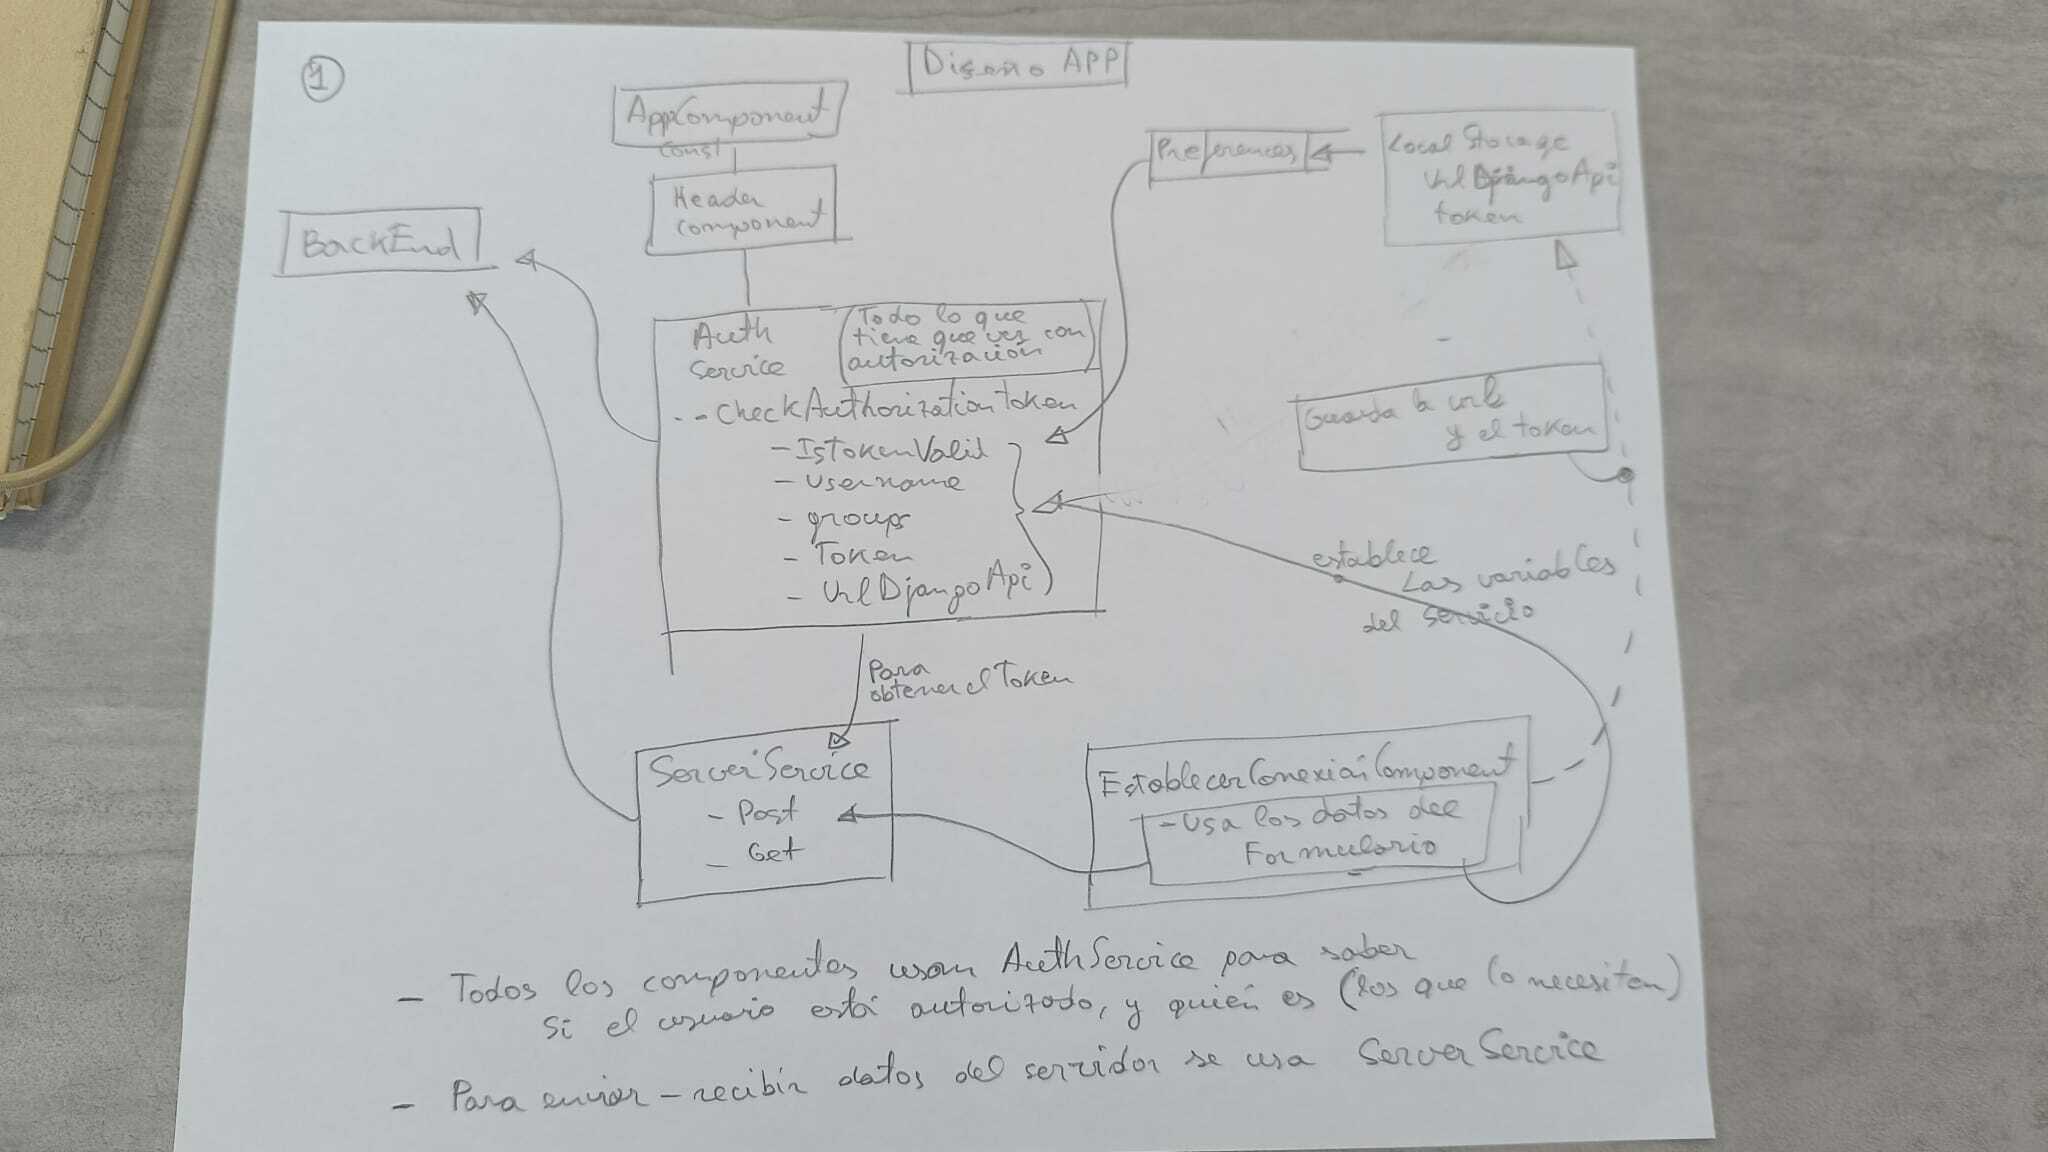 1
Diseño APP
AppComponent
const
Header
component
BackEnd
Preferences
Local Storage
UrlDjangoApi
token
Auth
Service
Todo lo que
tiene que ver con
autorización
-- CheckAuthorizationtoken
- IsTokenValid
- username
- groups
- Token
- UrlDjangoApi
Guarda la url
y el token
establece
Las variables
del servicio
Para
obtener el Token
ServerService
- Post
- Get
EstablecerConexiónComponent
- Usa los datos del
Formulario
- Todos los componentes usan AuthService para saber
si el usuario está autorizado, y quién es (los que lo necesitan)
- Para enviar - recibir datos del servidor se usa ServerService